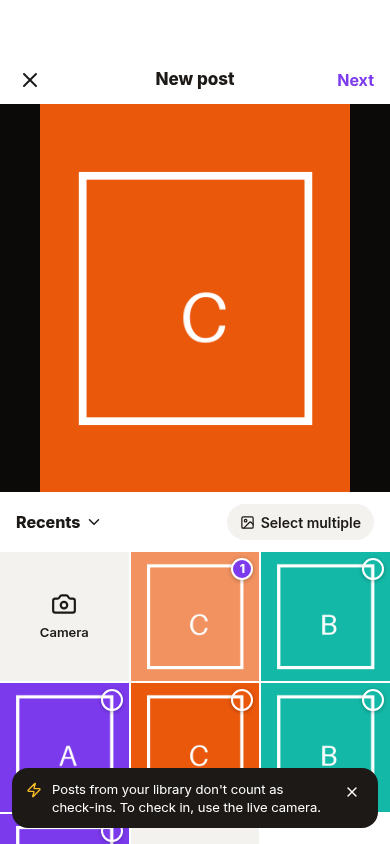 New post
Next
C
Recents
Select multiple
Camera
1
C
B
A
C
B
Posts from your library don't count as
check-ins. To check in, use the live camera.